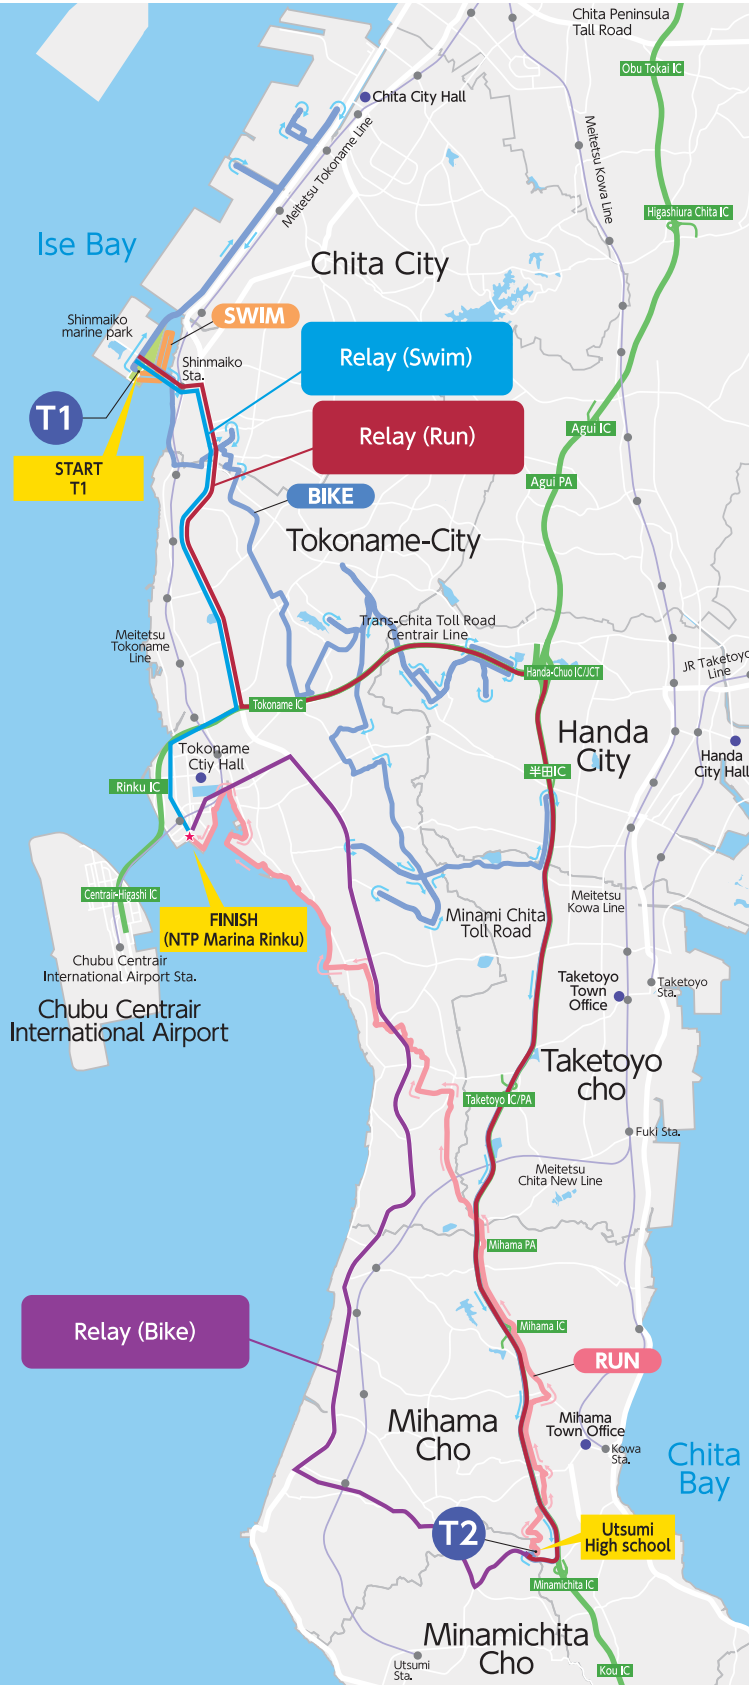 Chita Peninsula
Tall Road
Obu Tokai IC
Chita City Hall
Meitetsu Kowa Line
Meitetsu Tokoname Line
Higashiura Chita IC
Ise Bay
Chita City
Shinmaiko
marine park
SWIM
Shinmaiko
Sta.
Relay (Swim)
T1
Relay (Run)
Agui IC
START
T1
Agui PA
BIKE
Tokoname-City
Trans-Chita Toll Road
Centrair Line
Meitetsu
Tokoname
Line
JR Taketoyo
Line
Handa-Chuo IC/JCT
Tokoname IC
Handa
City
Tokoname
Ctiy Hall
Handa
City Hall
半田IC
Rinku IC
Centrair-Higashi IC
Meitetsu
Kowa Line
FINISH
(NTP Marina Rinku)
Minami Chita
Toll Road
Chubu Centrair
International Airport Sta.
Taketoyo
Town
Office
Taketoyo
Sta.
Chubu Centrair
International Airport
Taketoyo
cho
Taketoyo IC/PA
Fuki Sta.
Meitetsu
Chita New Line
Mihama PA
Relay (Bike)
Mihama IC
RUN
Mihama
Cho
Mihama
Town Office
Kowa
Sta.
Chita
Bay
T2
Utsumi
High school
Minamichita IC
Minamichita
Cho
Utsumi
Sta.
Kou IC